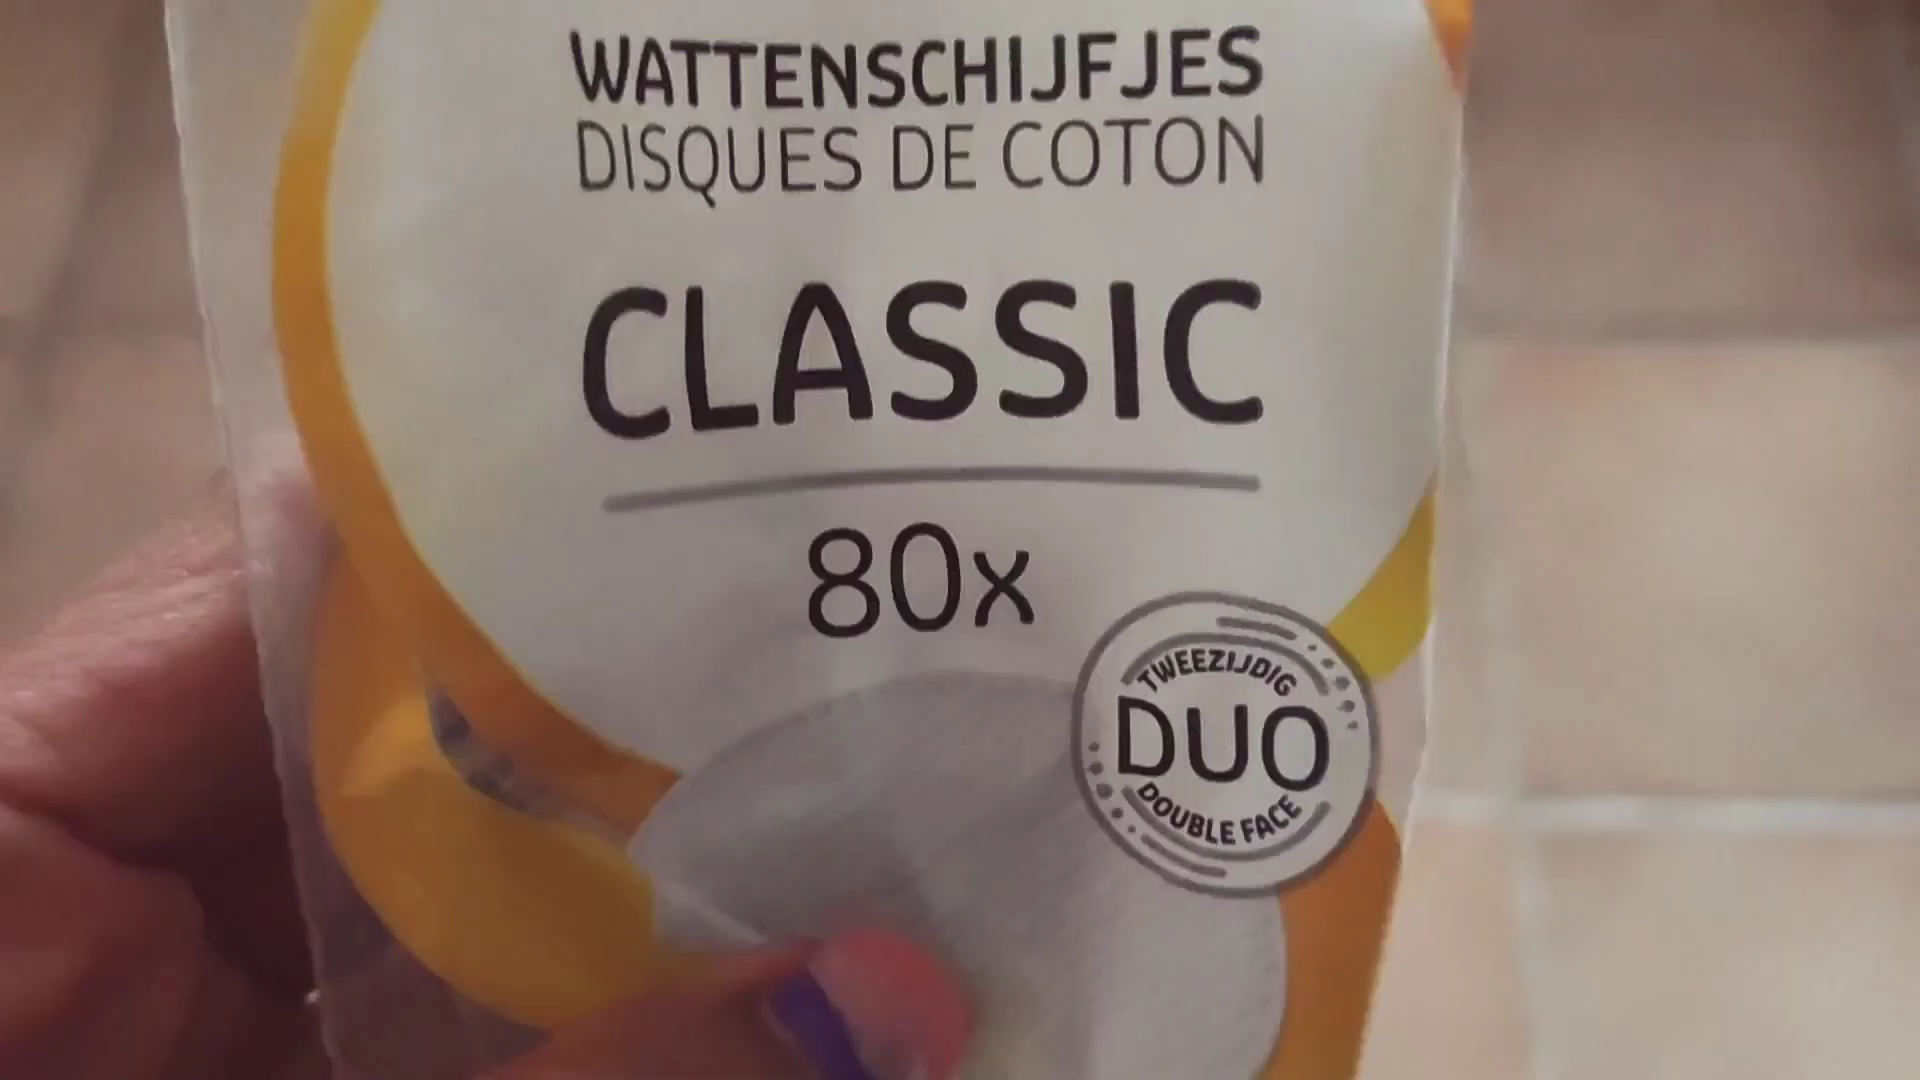 WATTENSCHIJFJES
DISQUES DE COTON
CLASSIC
80x
TWEEZIJDIG
DUO
DOUBLE FACE